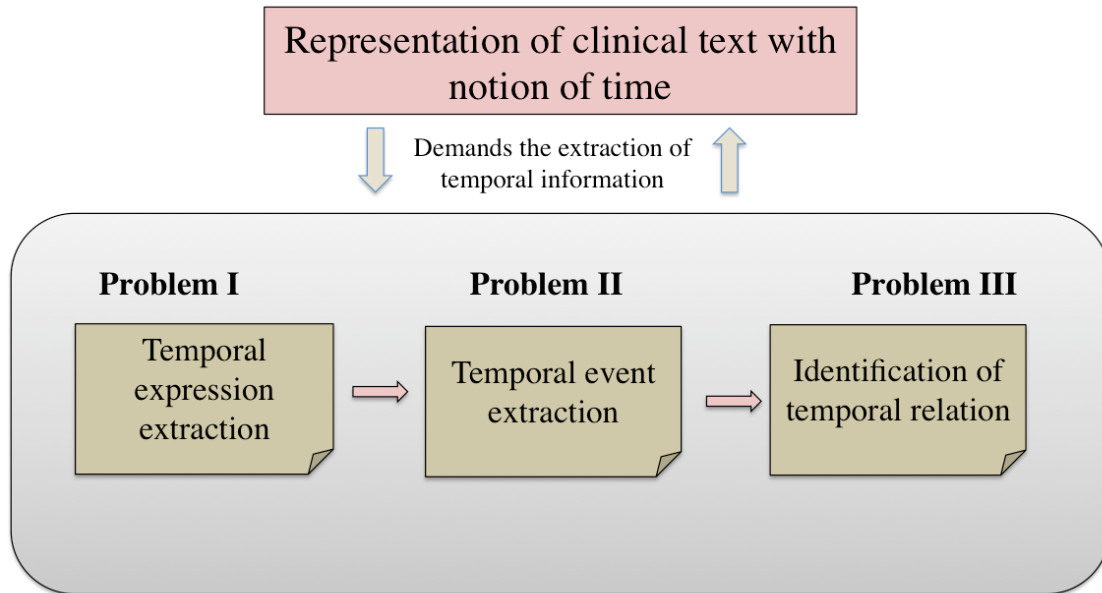 Representation of clinical text with
notion of time
Demands the extraction of
temporal information
Problem I
Problem II
Problem III
Temporal
expression
extraction
Temporal event
extraction
Identification of
temporal relation